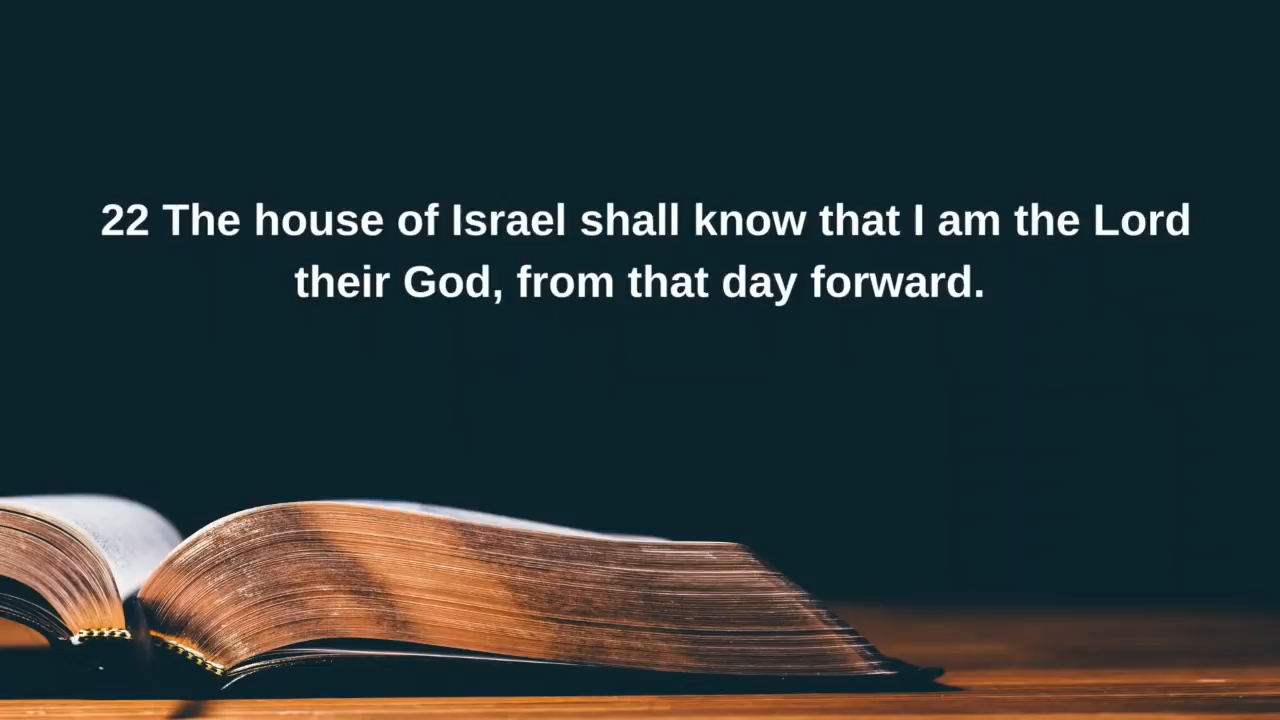 22 The house of Israel shall know that I am the Lord
their God, from that day forward.